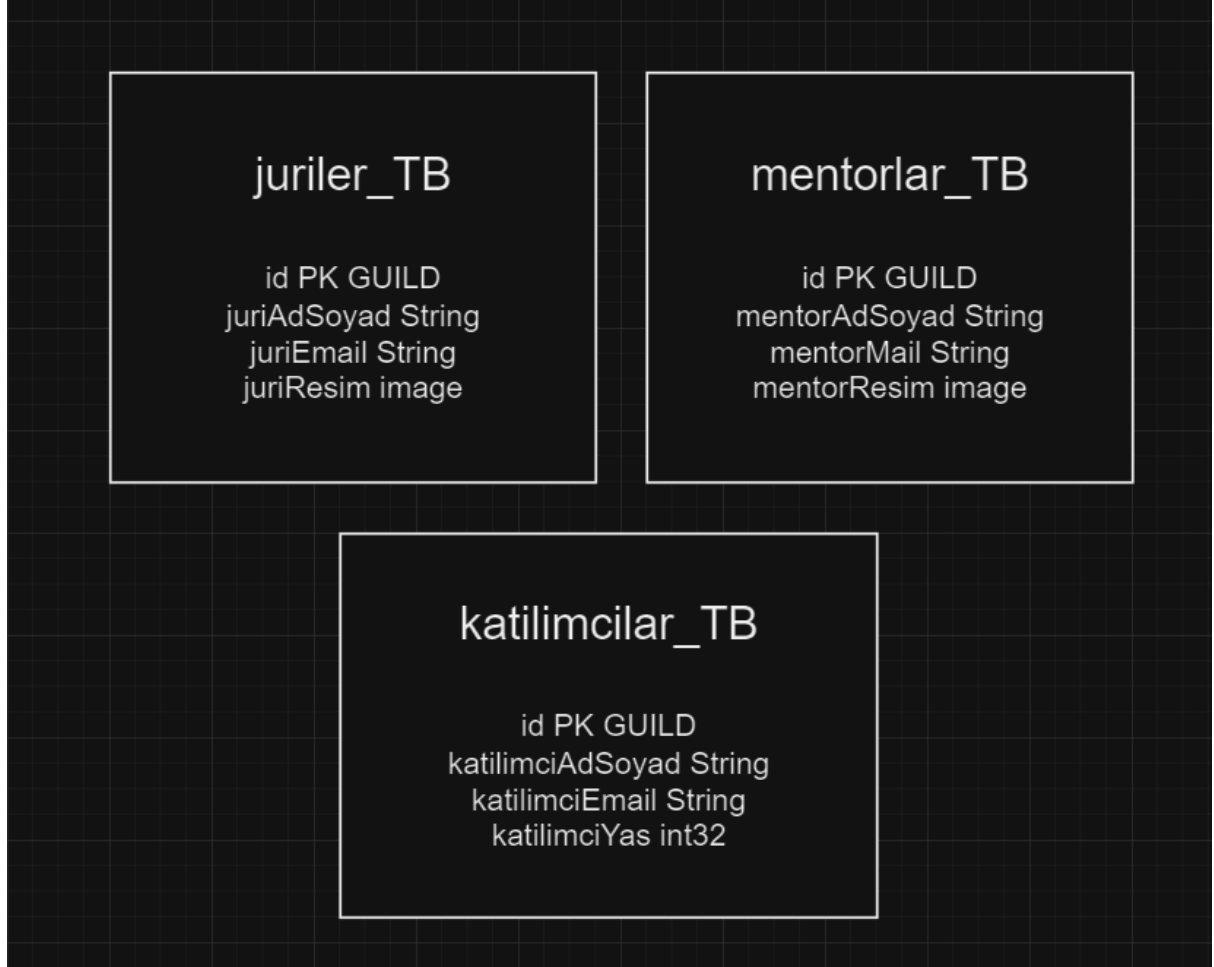 juriler_TB
id PK GUILD
juriAdSoyad String
juriEmail String
juriResim image
mentorlar_TB
id PK GUILD
mentorAdSoyad String
mentorMail String
mentorResim image
katilimcilar_TB
id PK GUILD
katilimciAdSoyad String
katilimciEmail String
katilimciYas int32